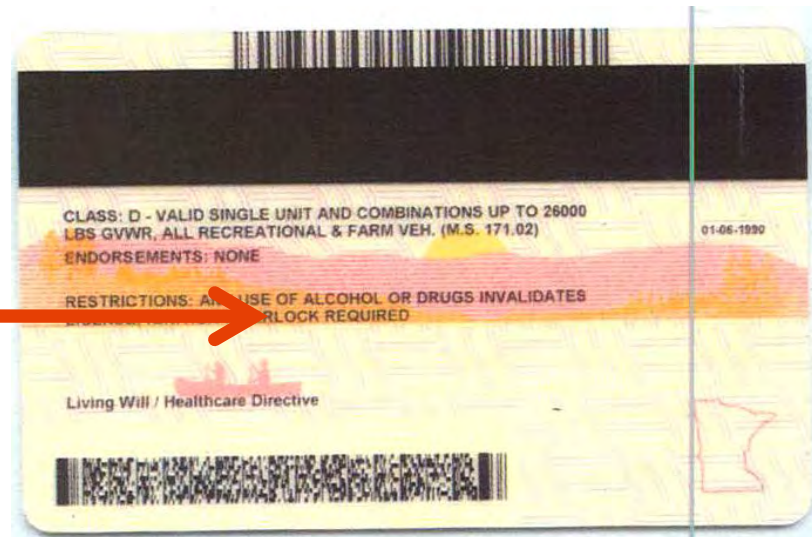 CLASS: D - VALID SINGLE UNIT AND COMBINATIONS UP TO 26000
LBS GVWR, ALL RECREATIONAL & FARM VEH. (M.S. 171.02)
01-06-1990
ENDORSEMENTS: NONE
RESTRICTIONS: USE OF ALCOHOL OR DRUGS INVALIDATES
REQUIRED
Living Will / Healthcare Directive